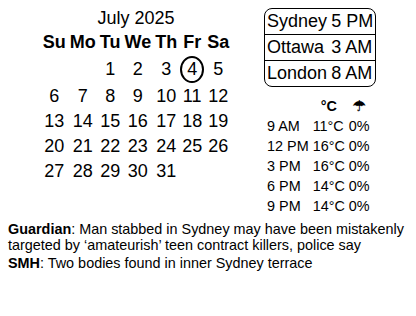 July 2025
Su Mo Tu We Th Fr Sa
1 2 3 4 5
6 7 8 9 10 11 12
13 14 15 16 17 18 19
20 21 22 23 24 25 26
27 28 29 30 31
Sydney 5 PM
Ottawa 3 AM
London 8 AM
°C ☂
9 AM 11°C 0%
12 PM 16°C 0%
3 PM 16°C 0%
6 PM 14°C 0%
9 PM 14°C 0%
Guardian: Man stabbed in Sydney may have been mistakenly
targeted by ‘amateurish’ teen contract killers, police say
SMH: Two bodies found in inner Sydney terrace